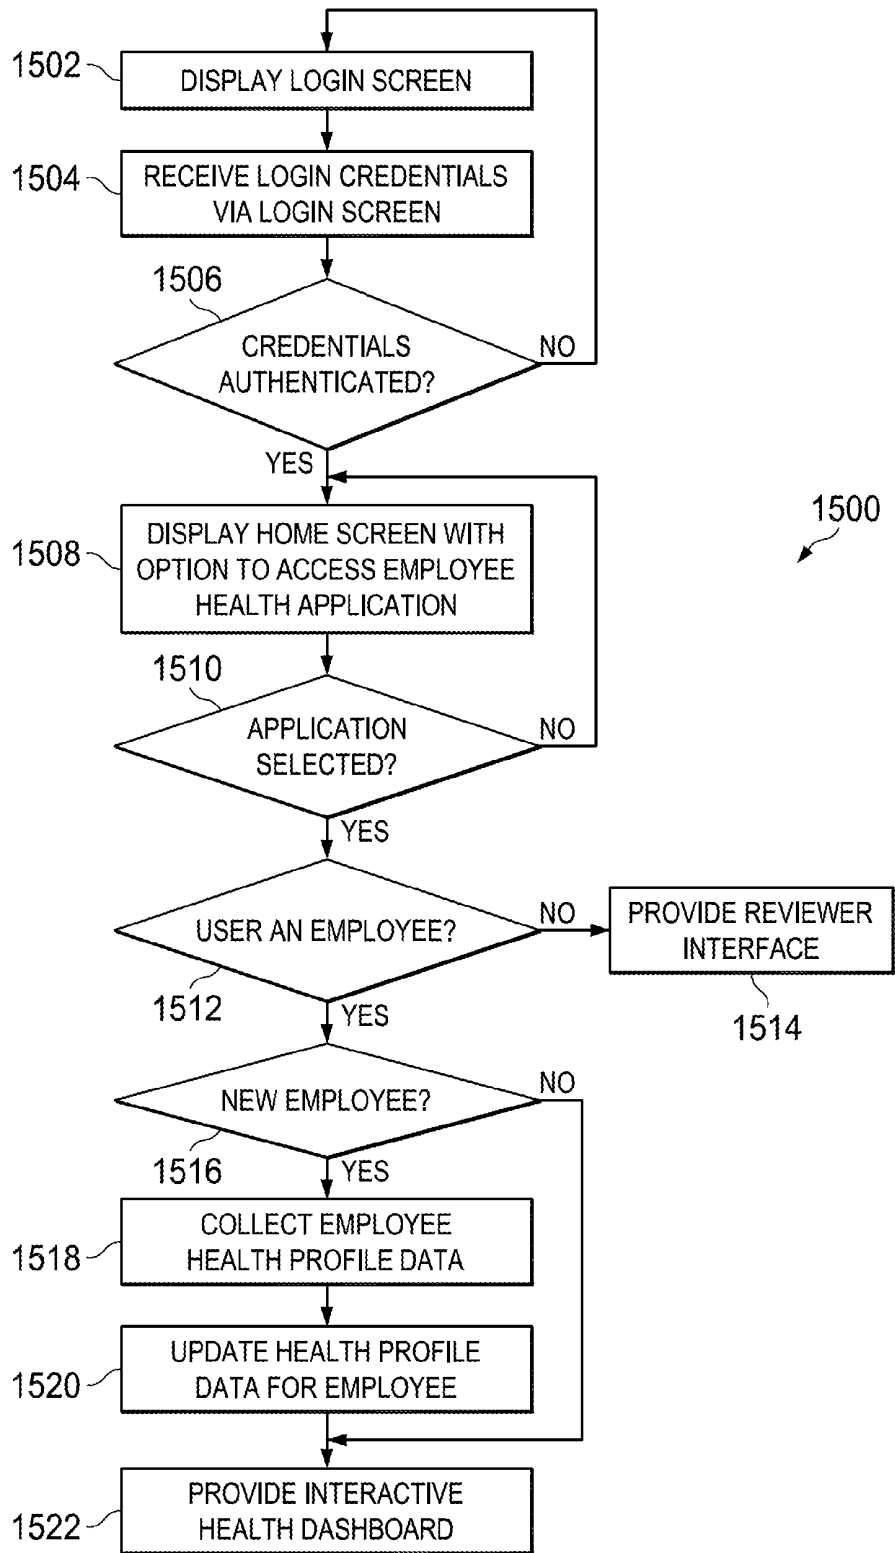 1502
DISPLAY LOGIN SCREEN
1504
RECEIVE LOGIN CREDENTIALS
VIA LOGIN SCREEN
1506
CREDENTIALS
AUTHENTICATED?
NO
YES
1500
1508
DISPLAY HOME SCREEN WITH
OPTION TO ACCESS EMPLOYEE
HEALTH APPLICATION
1510
APPLICATION
SELECTED?
NO
YES
USER AN EMPLOYEE?
NO
1512
YES
PROVIDE REVIEWER
INTERFACE
1514
NEW EMPLOYEE?
NO
1516
YES
1518
COLLECT EMPLOYEE
HEALTH PROFILE DATA
1520
UPDATE HEALTH PROFILE
DATA FOR EMPLOYEE
1522
PROVIDE INTERACTIVE
HEALTH DASHBOARD